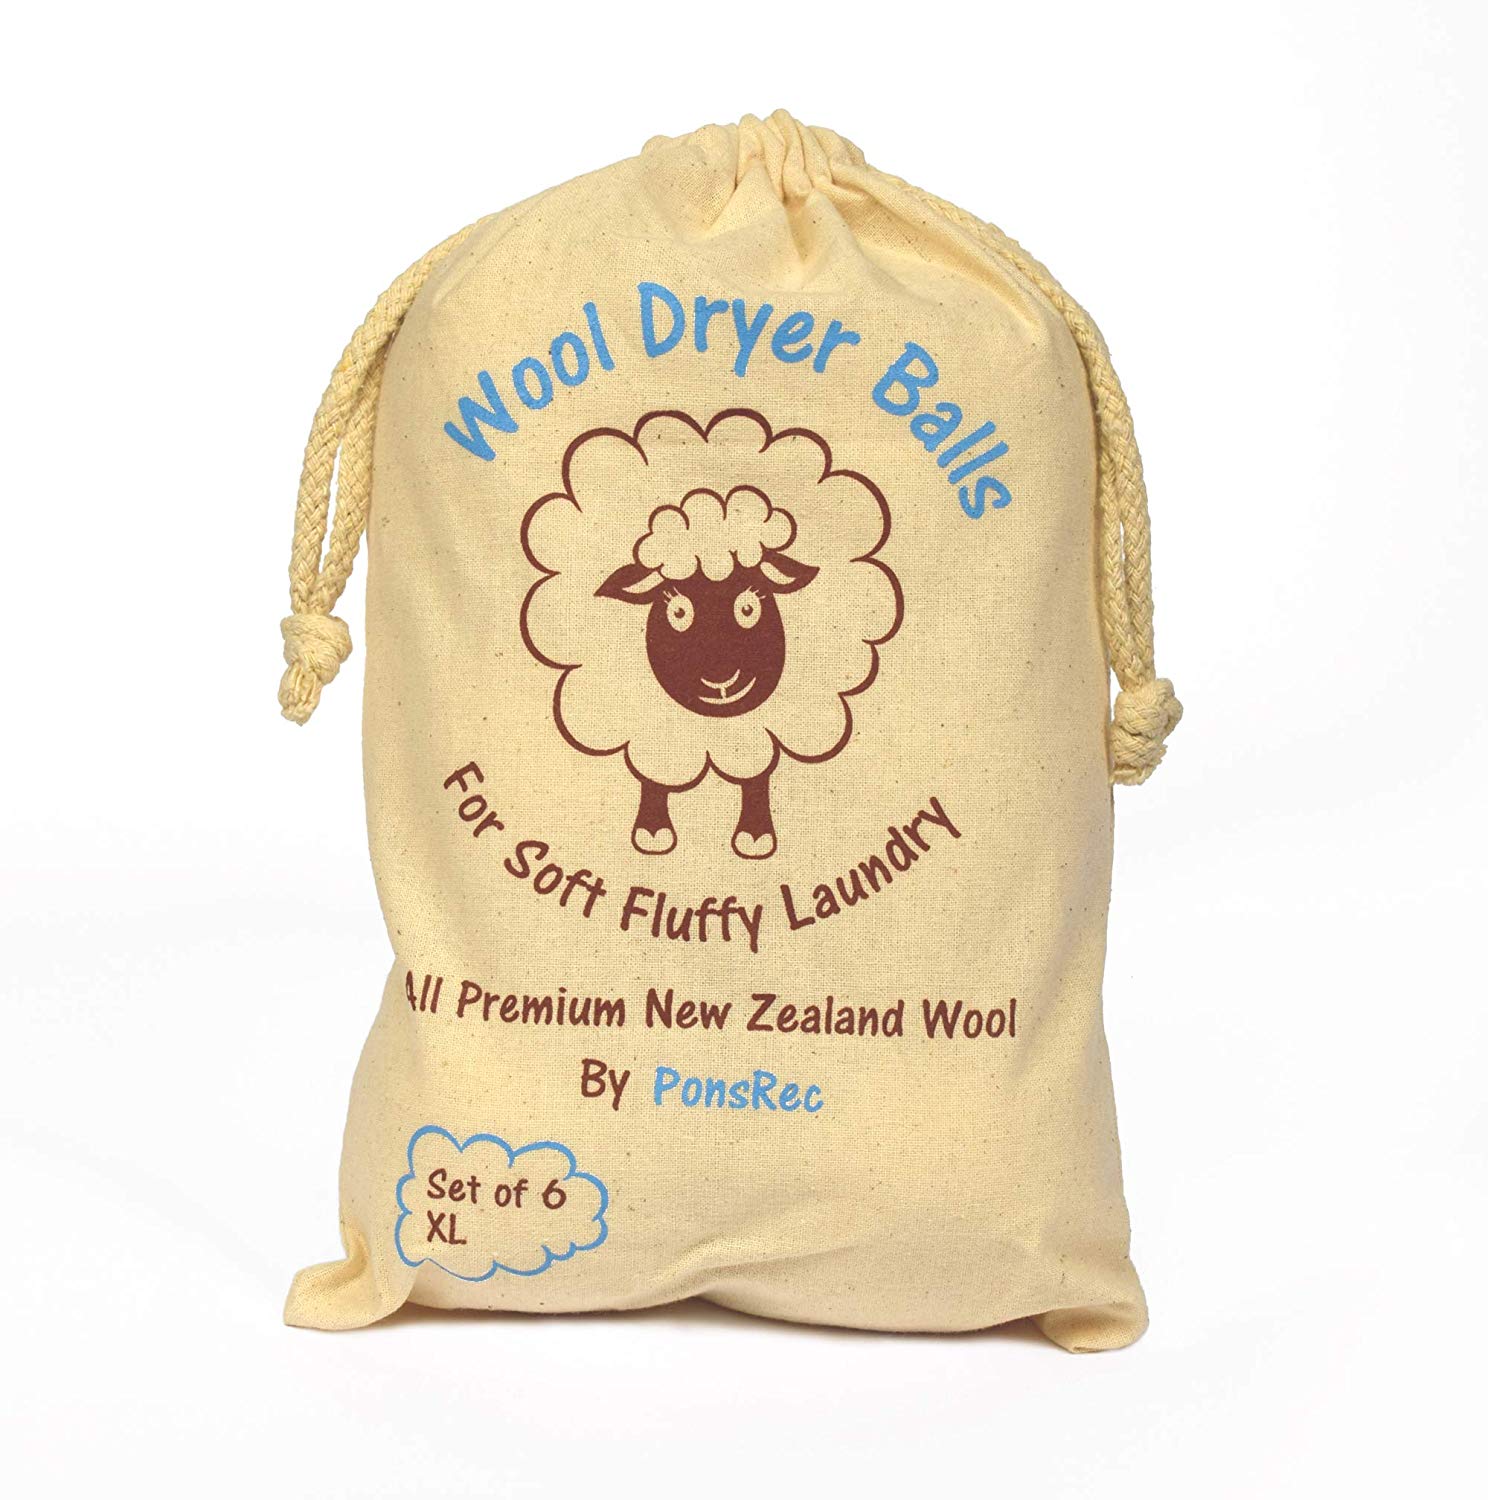 Wool Dryer Balls
For Soft Fluffy Laundry
All Premium New Zealand Wool
By PonsRec
Set of 6
XL